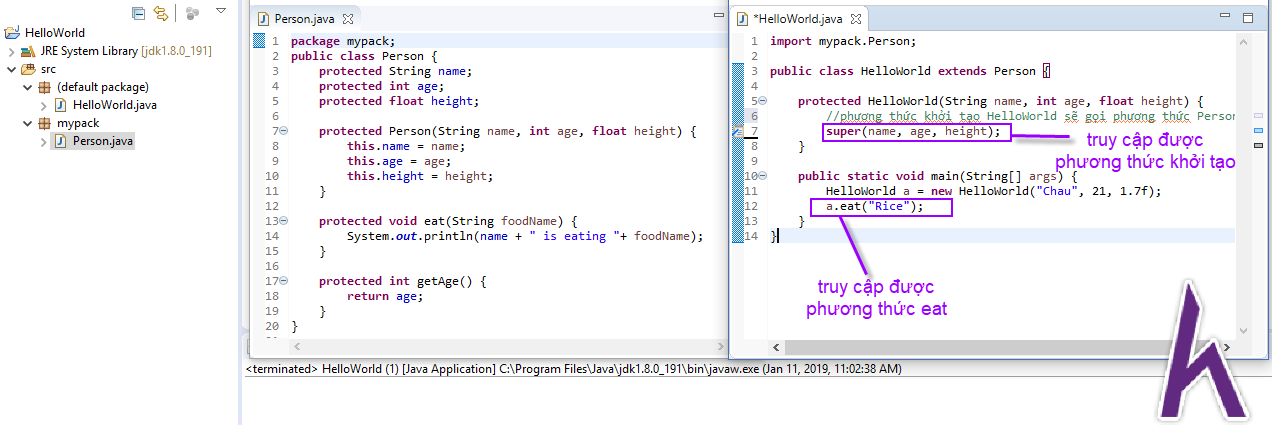 HelloWorld
JRE System Library [jdk1.8.0_191]
src
(default package)
HelloWorld.java
mypack
Person.java
Person.java
1 package mypack;
2 public class Person {
3 protected String name;
4 protected int age;
5 protected float height;
6
7 protected Person(String name, int age, float height) {
8 this.name = name;
9 this.age = age;
10 this.height = height;
11 }
12
13 protected void eat(String foodName) {
14 System.out.println(name + " is eating "+ foodName);
15 }
16
17 protected int getAge() {
18 return age;
19 }
20 }
*HelloWorld.java
1 import mypack.Person;
2
3 public class HelloWorld extends Person {
4
5 protected HelloWorld(String name, int age, float height) {
6 //phương thức khởi tạo HelloWorld sẽ gọi phương thức Person
7 super(name, age, height);
8 }
9
10 public static void main(String[] args) {
11 HelloWorld a = new HelloWorld("Chau", 21, 1.7f);
12 a.eat("Rice");
13 }
14 }
truy cập được
phương thức khởi tạo
truy cập được
phương thức eat
<terminated> HelloWorld (1) [Java Application] C:\Program Files\Java\jdk1.8.0_191\bin\javaw.exe (Jan 11, 2019, 11:02:38 AM)
h